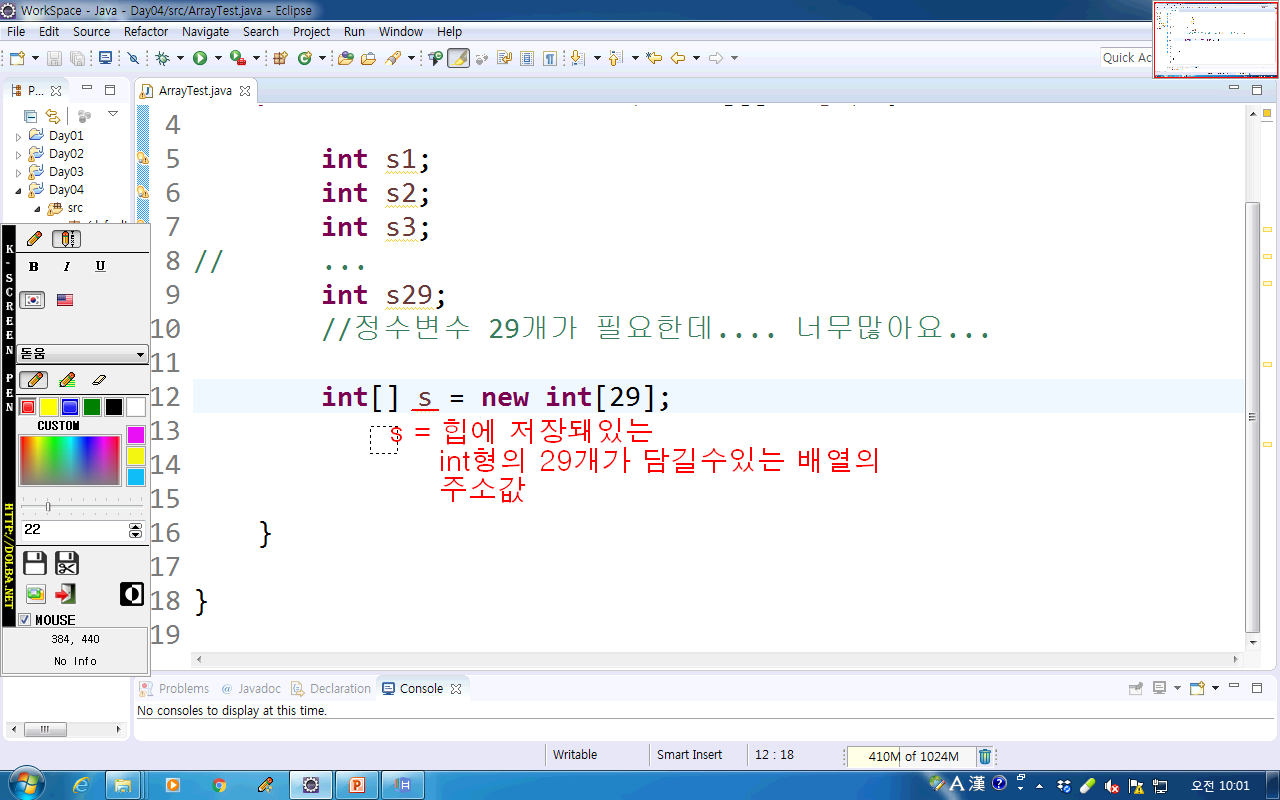 WorkSpace - Java - Day04/src/ArrayTest.java - Eclipse
File Edit Source Refactor Navigate Search Project Run Window Help
Quick Ac
P...
ArrayTest.java
Day01
Day02
Day03
Day04
src
4
5 int s1;
6 int s2;
7 int s3;
8 // ...
9 int s29;
10 //정수변수 29개가 필요한데.... 너무많아요...
11
12 int[] s = new int[29];
13
14
15
16 }
17
18 }
19
s = 힙에 저장돼있는
int형의 29개가 담길수있는 배열의
주소값
K-SCREEN PEN
HTTP://DOLBA.NET
TEXT
B I U
돋움
CUSTOM
22
MOUSE
384, 440
No Info
Problems @ Javadoc Declaration Console
No consoles to display at this time.
Writable Smart Insert 12 : 18 410M of 1024M
A 漢 ? 오전 10:01